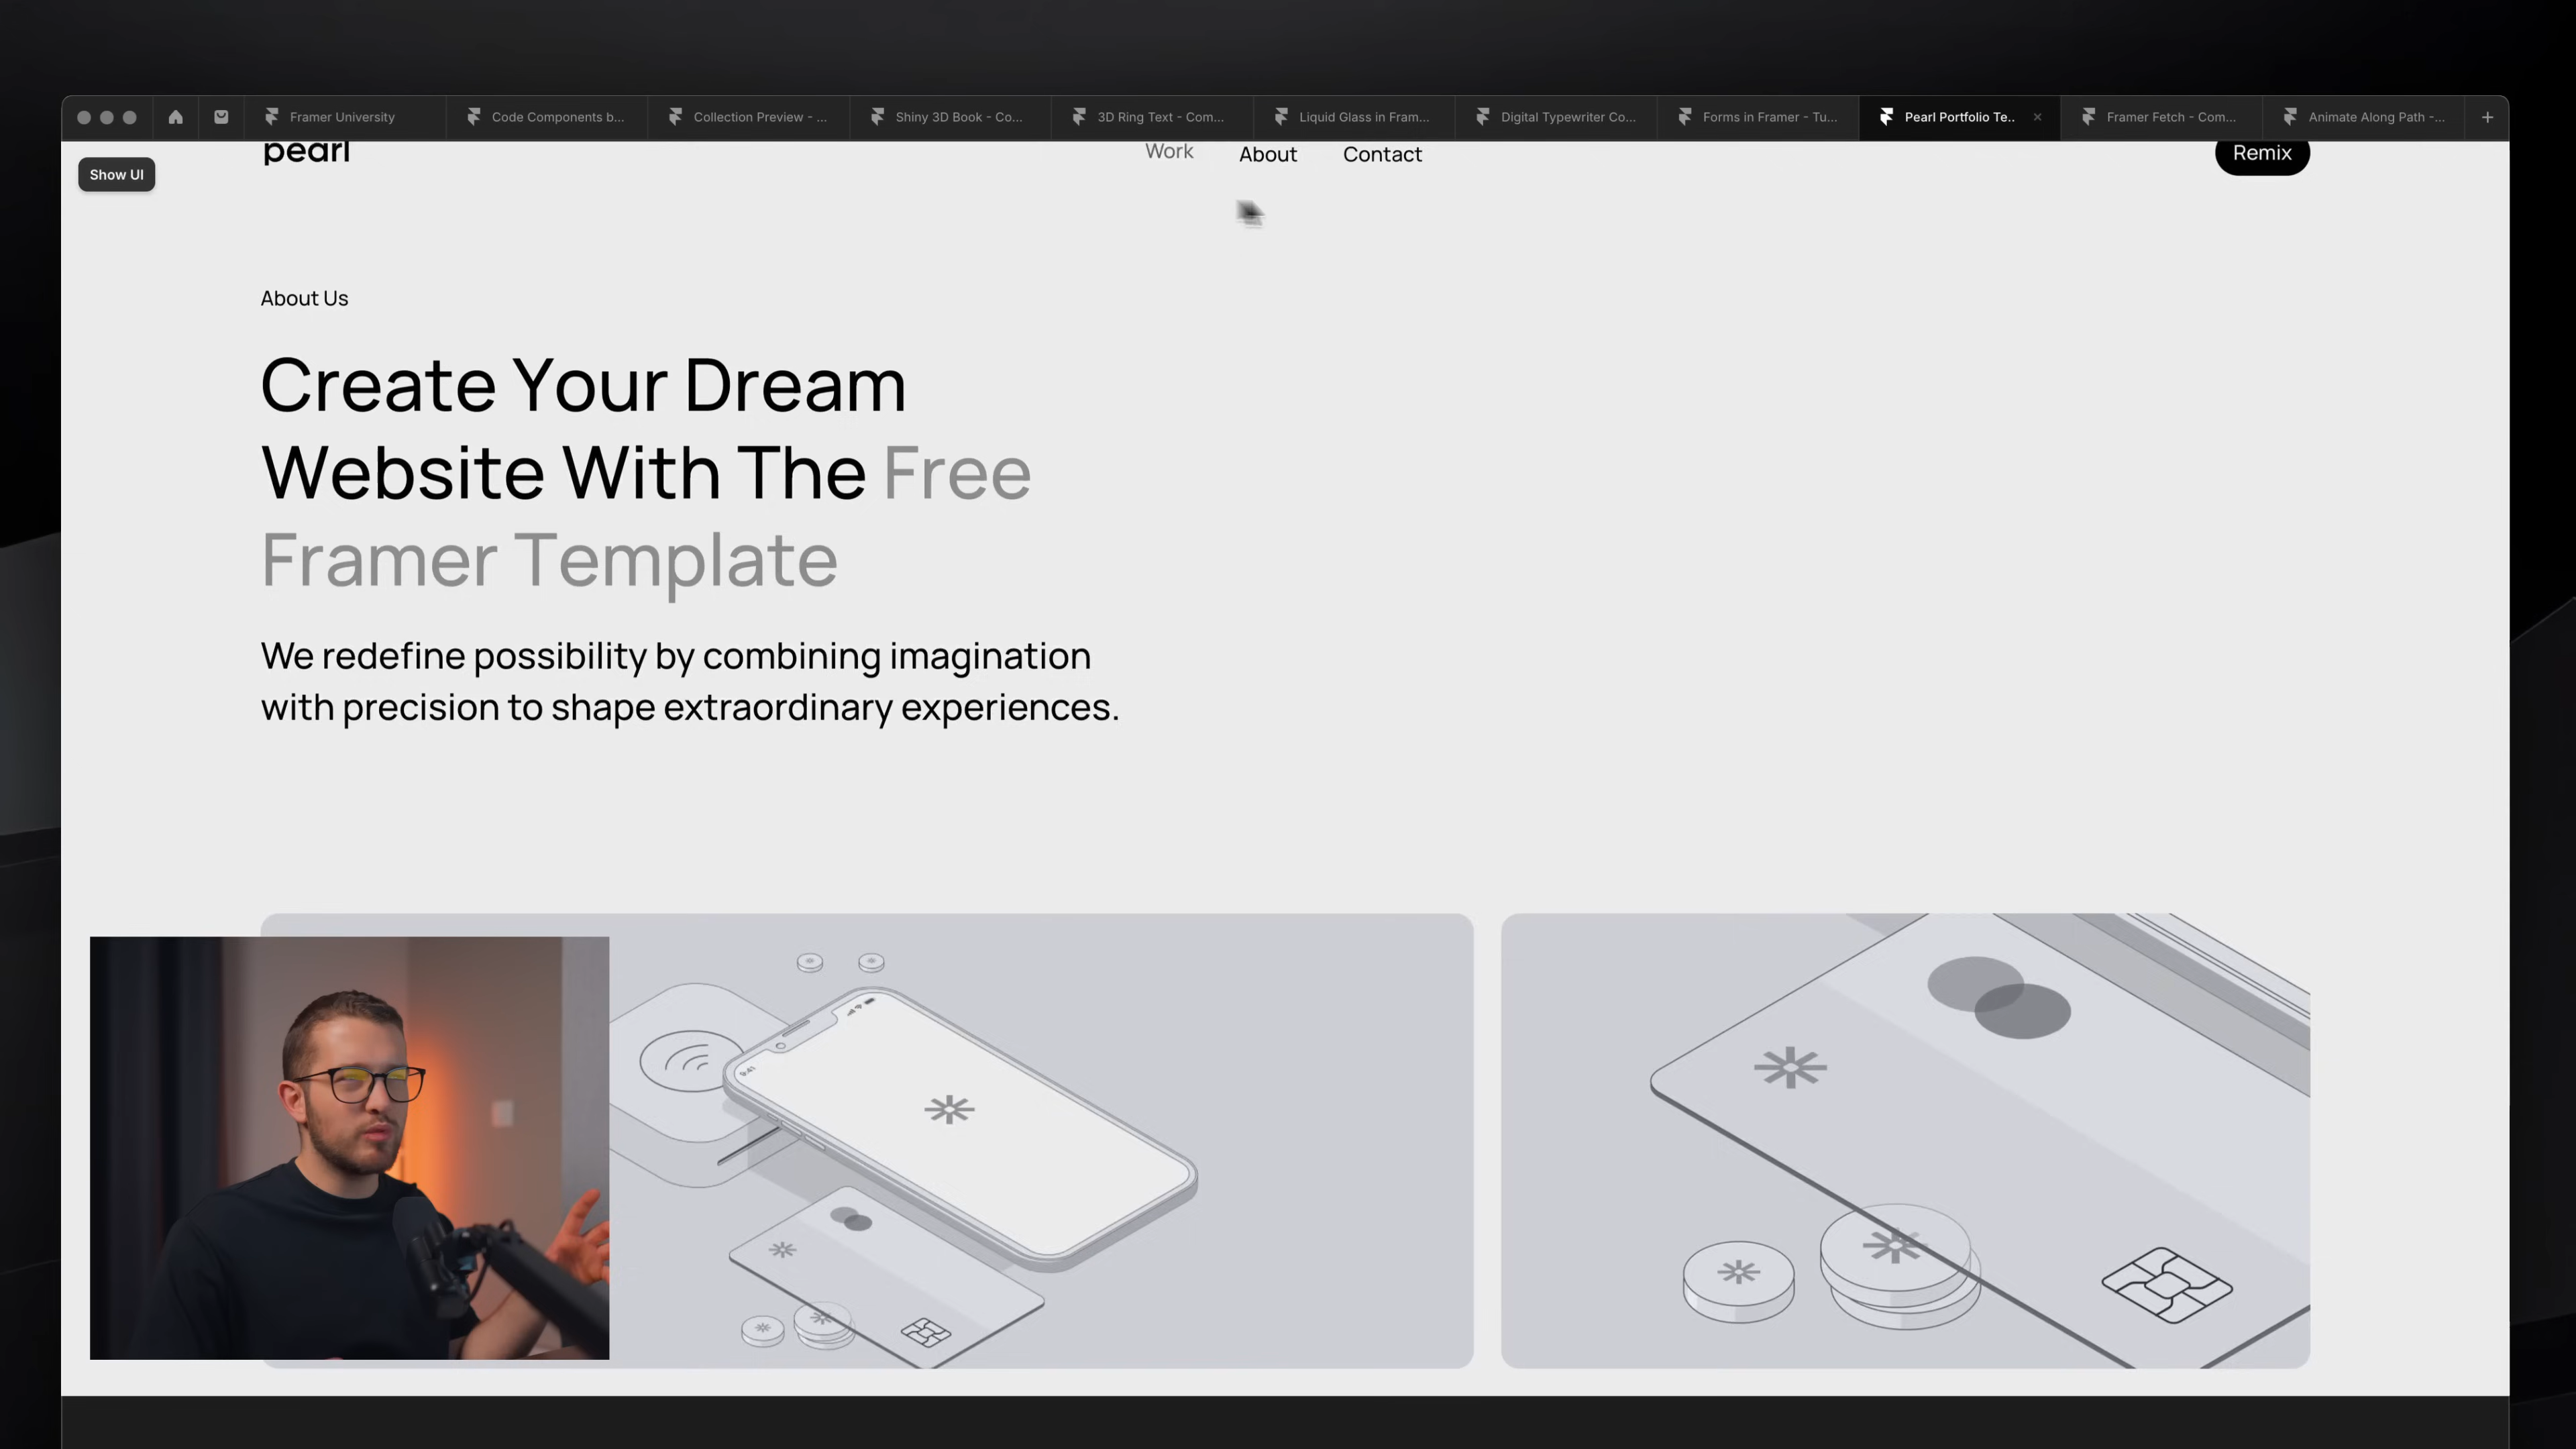 Framer University
Code Components b...
Collection Preview - ...
Shiny 3D Book - Co...
3D Ring Text - Com...
Liquid Glass in Fram...
Digital Typewriter Co...
Forms in Framer - Tu...
Pearl Portfolio Te..
Framer Fetch - Com...
Animate Along Path -...
Show UI
pearl
Work
About
Contact
Remix
About Us
Create Your Dream
Website With The Free
Framer Template
We redefine possibility by combining imagination
with precision to shape extraordinary experiences.
9:41